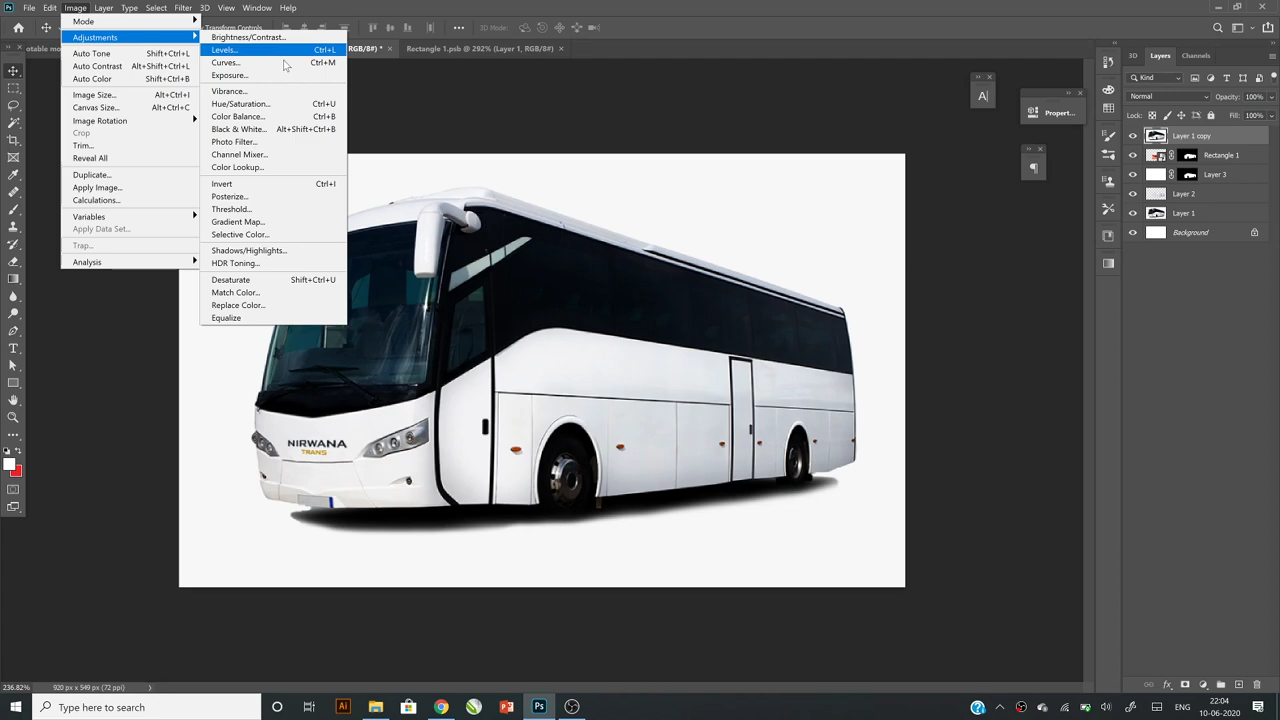 Ps File Edit Image Layer Type Select Filter 3D View Window Help
Transform Controls 3D Mode:
otable mo RGB/8#) * × Rectangle 1.psb @ 292% (Layer 1, RGB/8#) ×
Mode
Adjustments
Auto Tone Shift+Ctrl+L
Auto Contrast Alt+Shift+Ctrl+L
Auto Color Shift+Ctrl+B
Image Size... Alt+Ctrl+I
Canvas Size... Alt+Ctrl+C
Image Rotation
Crop
Trim...
Reveal All
Duplicate...
Apply Image...
Calculations...
Variables
Apply Data Set...
Trap...
Analysis
Brightness/Contrast...
Levels... Ctrl+L
Curves... Ctrl+M
Exposure...
Vibrance...
Hue/Saturation... Ctrl+U
Color Balance... Ctrl+B
Black & White... Alt+Shift+Ctrl+B
Photo Filter...
Channel Mixer...
Color Lookup...
Invert Ctrl+I
Posterize...
Threshold...
Gradient Map...
Selective Color...
Shadows/Highlights...
HDR Toning...
Desaturate Shift+Ctrl+U
Match Color...
Replace Color...
Equalize
NIRWANA
TRANS
Propert...
3D Layers Channels
Kind
Normal Opacity: 100%
Lock: Fill: 100%
Layer 1 copy
Rectangle 1
Layer 3
Layer 2
Layer 1
Background
236.82% 920 px x 549 px (72 ppi)
Type here to search
Ai
Ps
22:04
10-06-2020